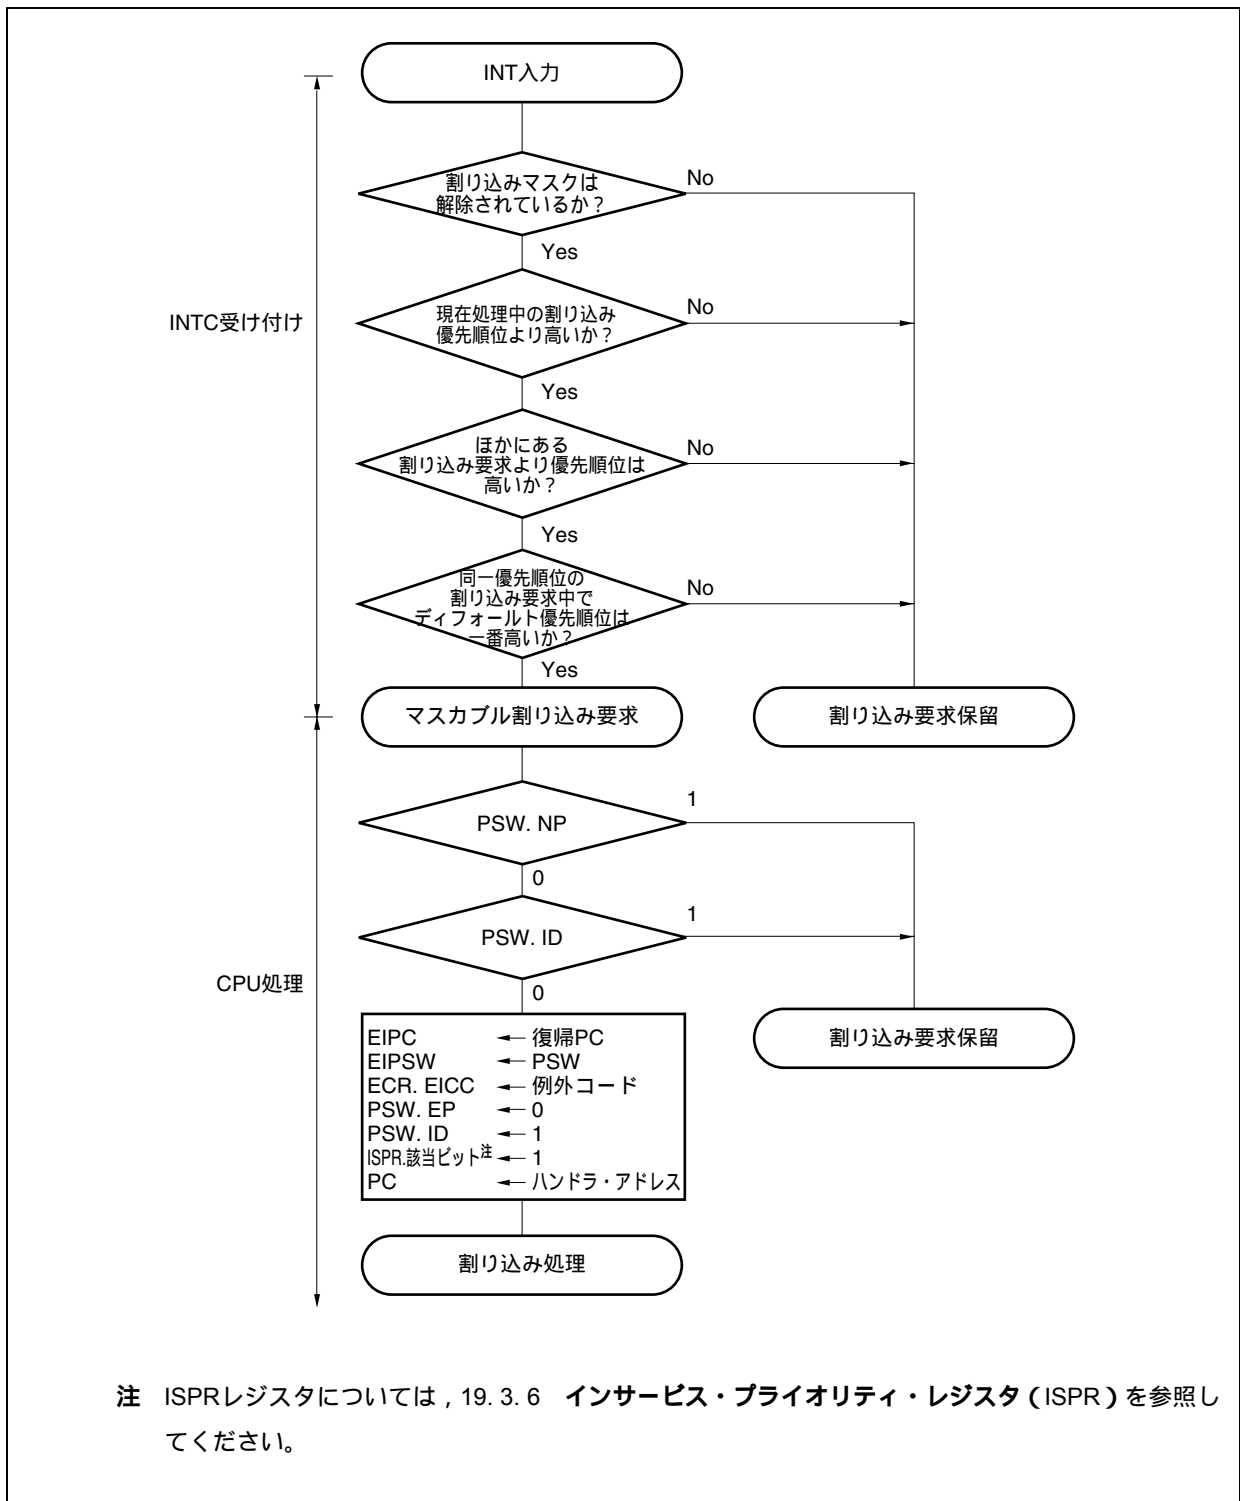 INT入力
割り込みマスクは
解除されているか？
No
Yes
INTC受け付け
現在処理中の割り込み
優先順位より高いか？
No
Yes
ほかにある
割り込み要求より優先順位は
高いか？
No
Yes
同一優先順位の
割り込み要求中で
ディフォールト優先順位は
一番高いか？
No
Yes
マスカブル割り込み要求
割り込み要求保留
PSW. NP
1
0
PSW. ID
1
0
CPU処理
割り込み要求保留
EIPC ← 復帰PC
EIPSW ← PSW
ECR. EICC ← 例外コード
PSW. EP ← 0
PSW. ID ← 1
ISPR.該当ビット注 ← 1
PC ← ハンドラ・アドレス
割り込み処理
注 ISPRレジスタについては，19. 3. 6 インサービス・プライオリティ・レジスタ（ISPR）を参照し
てください。